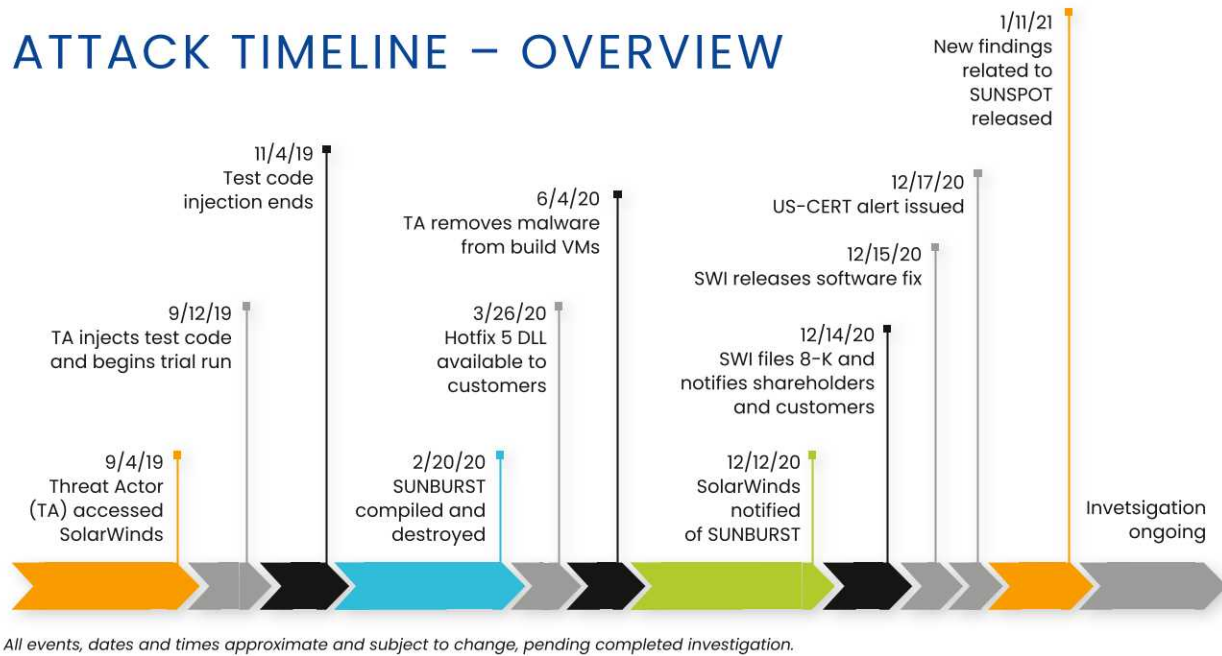 ATTACK TIMELINE – OVERVIEW
9/4/19
Threat Actor
(TA) accessed
SolarWinds
9/12/19
TA injects test code
and begins trial run
11/4/19
Test code
injection ends
2/20/20
SUNBURST
compiled and
destroyed
3/26/20
Hotfix 5 DLL
available to
customers
6/4/20
TA removes malware
from build VMs
12/12/20
SolarWinds
notified
of SUNBURST
12/14/20
SWI files 8-K and
notifies shareholders
and customers
12/15/20
SWI releases software fix
12/17/20
US-CERT alert issued
1/11/21
New findings
related to
SUNSPOT
released
Invetsigation
ongoing
All events, dates and times approximate and subject to change, pending completed investigation.